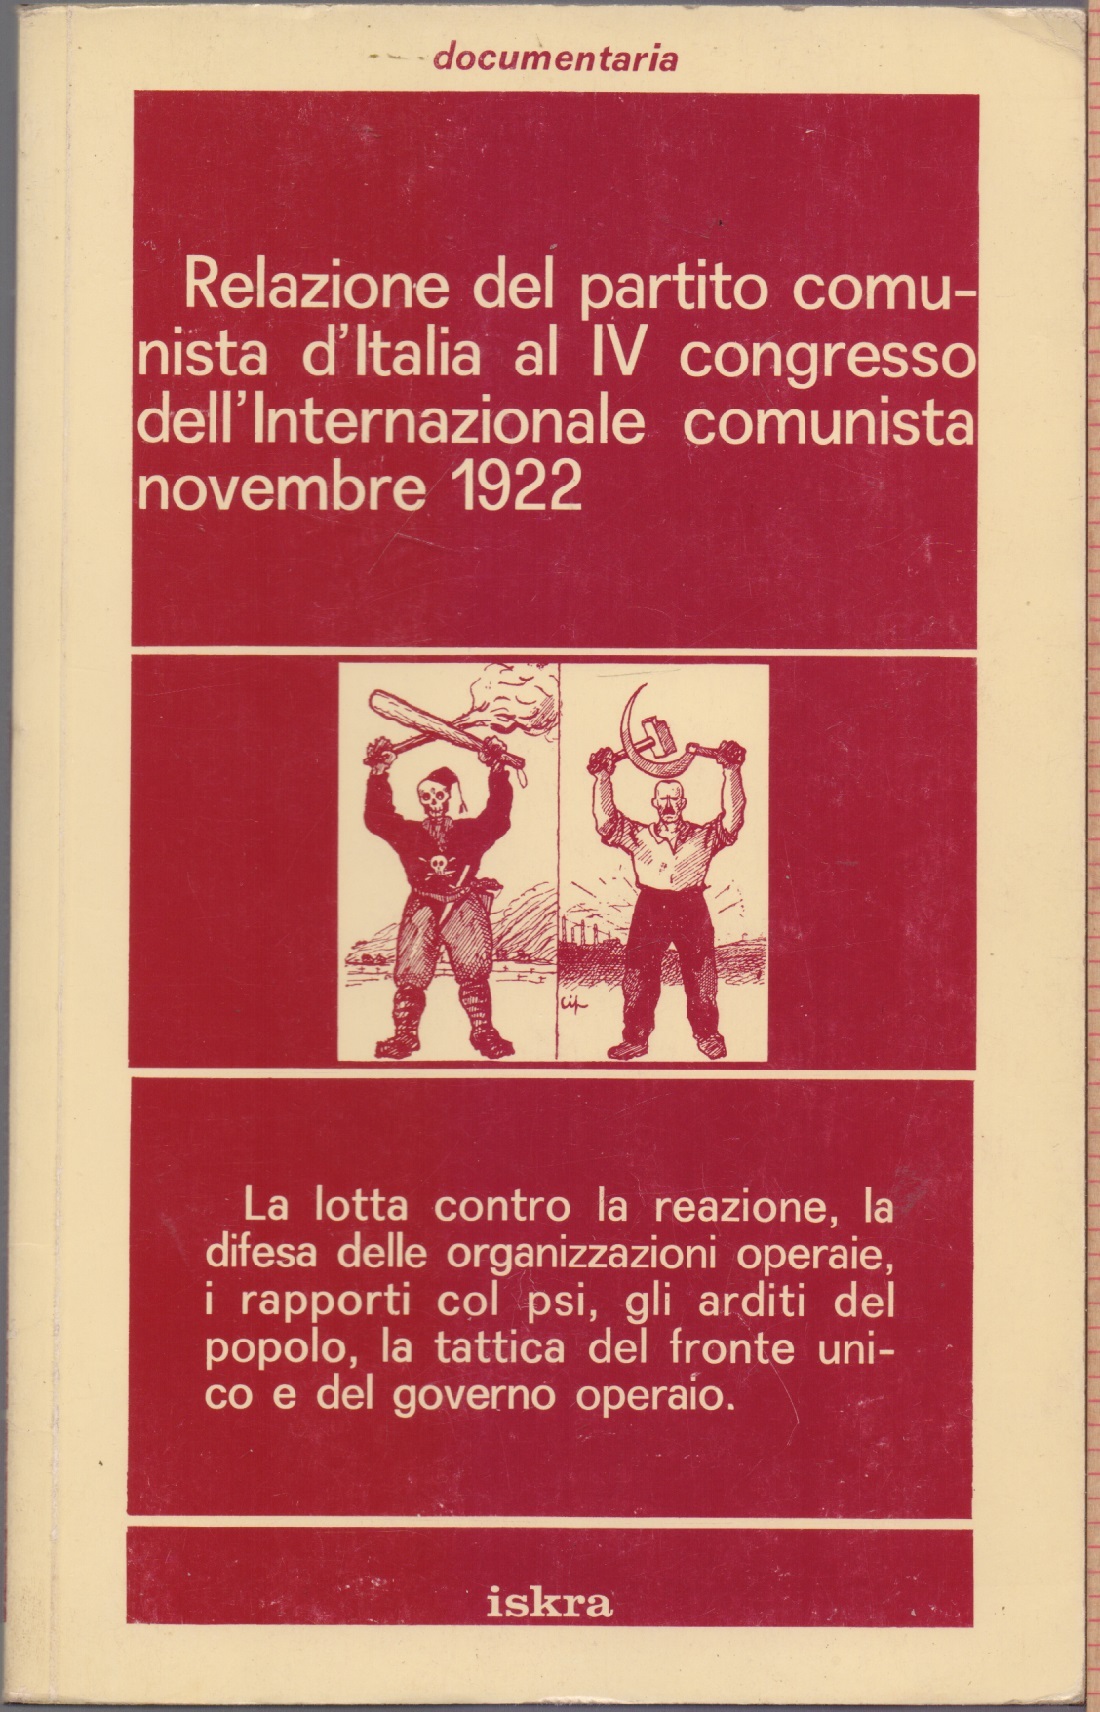 documentaria
Relazione del partito comu-
nista d'Italia al IV congresso
dell'Internazionale comunista
novembre 1922
La lotta contro la reazione, la
difesa delle organizzazioni operaie,
i rapporti col psi, gli arditi del
popolo, la tattica del fronte uni-
co e del governo operaio.
iskra